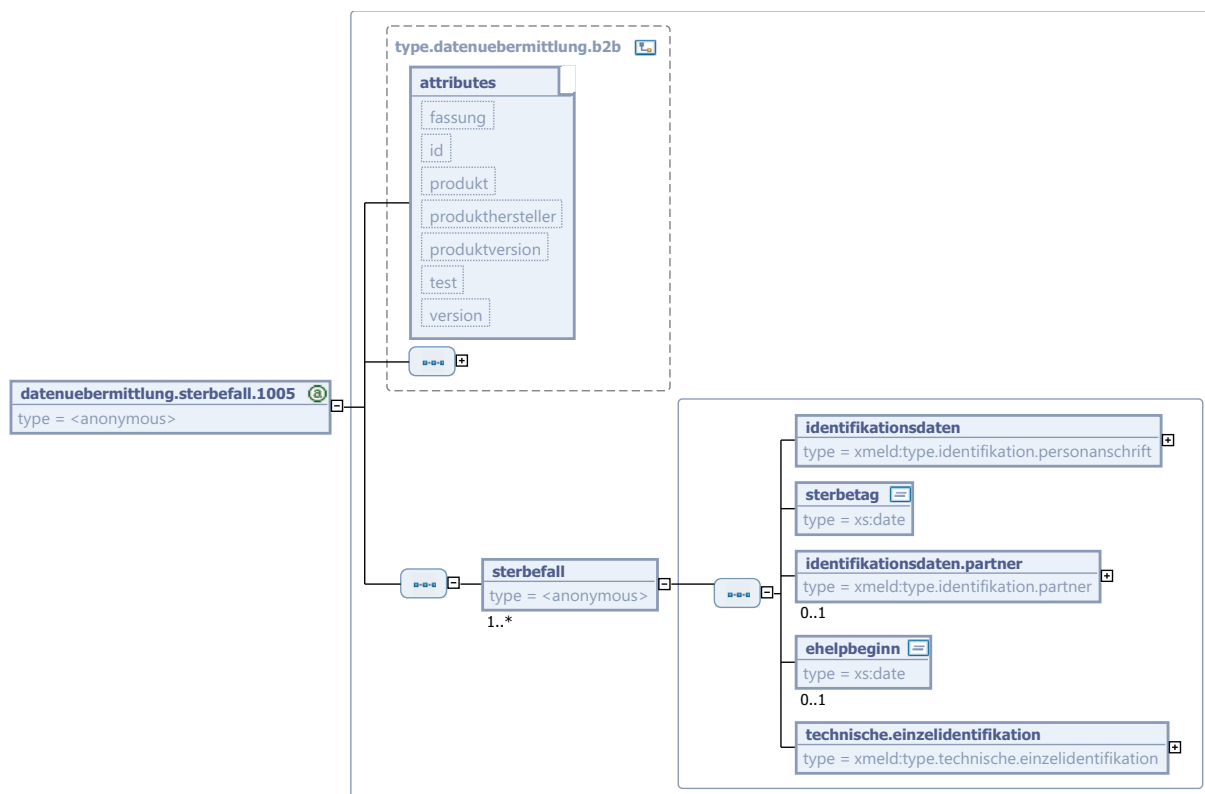 type.datenuebermittlung.b2b
attributes
fassung
id
produkt
produkthersteller
produktversion
test
version
datenuebermittlung.sterbefall.1005
type = <anonymous>
sterbefall
type = <anonymous>
1..*
identifikationsdaten
type = xmeld:type.identifikation.personanschrift
sterbetag
type = xs:date
identifikationsdaten.partner
type = xmeld:type.identifikation.partner
0..1
ehelpbeginn
type = xs:date
0..1
technische.einzelidentifikation
type = xmeld:type.technische.einzelidentifikation